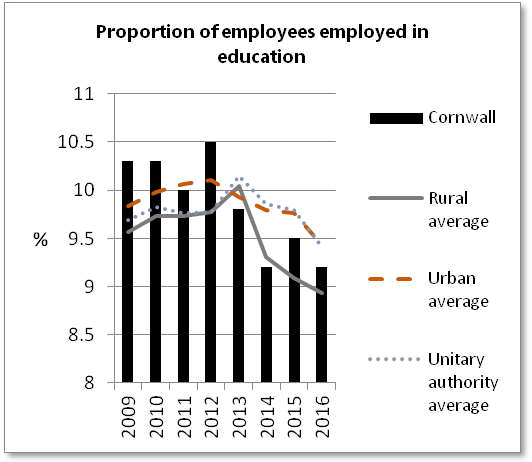 Proportion of employees employed in
education
11
10.5
10
9.5
9
8.5
8
%
2009
2010
2011
2012
2013
2014
2015
2016
Cornwall
Rural
average
Urban
average
Unitary
authority
average